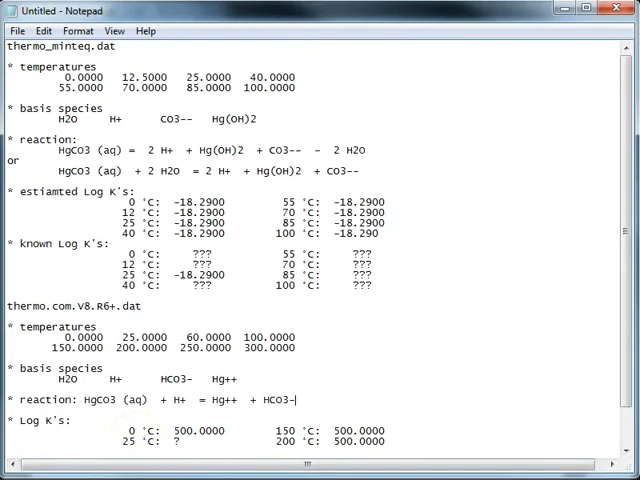 Untitled - Notepad
File Edit Format View Help
thermo_minteq.dat
* temperatures
0.0000 12.5000 25.0000 40.0000
55.0000 70.0000 85.0000 100.0000
* basis species
H2O H+ CO3-- Hg(OH)2
* reaction:
HgCO3 (aq) = 2 H+ + Hg(OH)2 + CO3-- - 2 H2O
or
HgCO3 (aq) + 2 H2O = 2 H+ + Hg(OH)2 + CO3--
* estiamted Log K's:
0 °C: -18.2900 55 °C: -18.2900
12 °C: -18.2900 70 °C: -18.2900
25 °C: -18.2900 85 °C: -18.2900
40 °C: -18.2900 100 °C: -18.290
* known Log K's:
0 °C: ??? 55 °C: ???
12 °C: ??? 70 °C: ???
25 °C: -18.2900 85 °C: ???
40 °C: ??? 100 °C: ???
thermo.com.V8.R6+.dat
* temperatures
0.0000 25.0000 60.0000 100.0000
150.0000 200.0000 250.0000 300.0000
* basis species
H2O H+ HCO3- Hg++
* reaction: HgCO3 (aq) + H+ = Hg++ + HCO3-
* Log K's:
0 °C: 500.0000 150 °C: 500.0000
25 °C: ? 200 °C: 500.0000